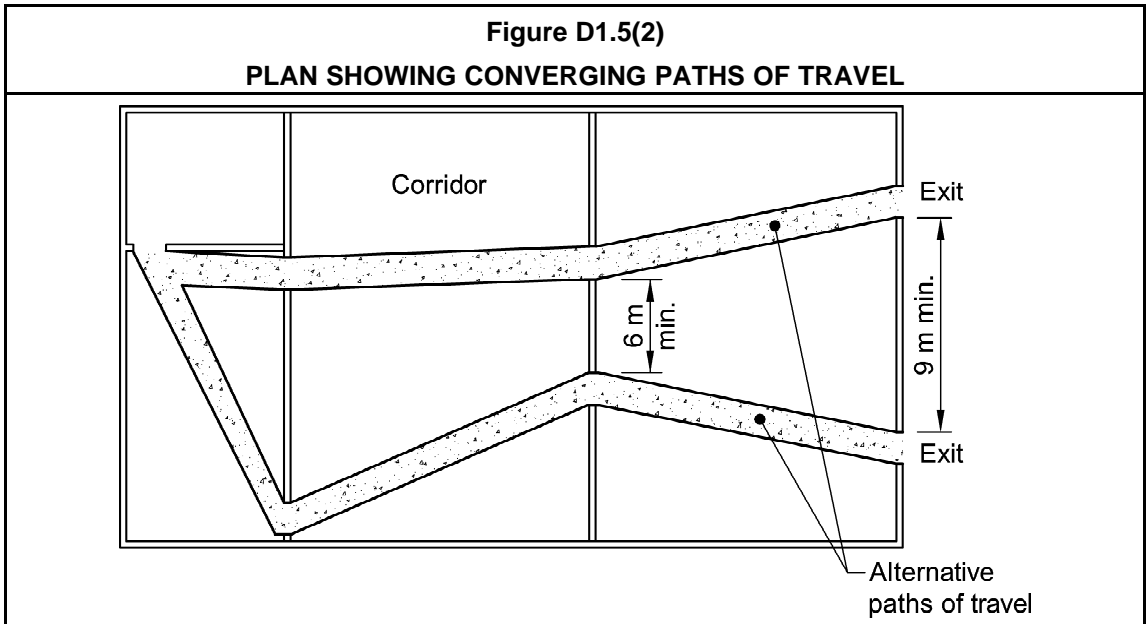 Figure D1.5(2)
PLAN SHOWING CONVERGING PATHS OF TRAVEL
Corridor
Exit
6 m
min.
9 m min.
Exit
Alternative
paths of travel